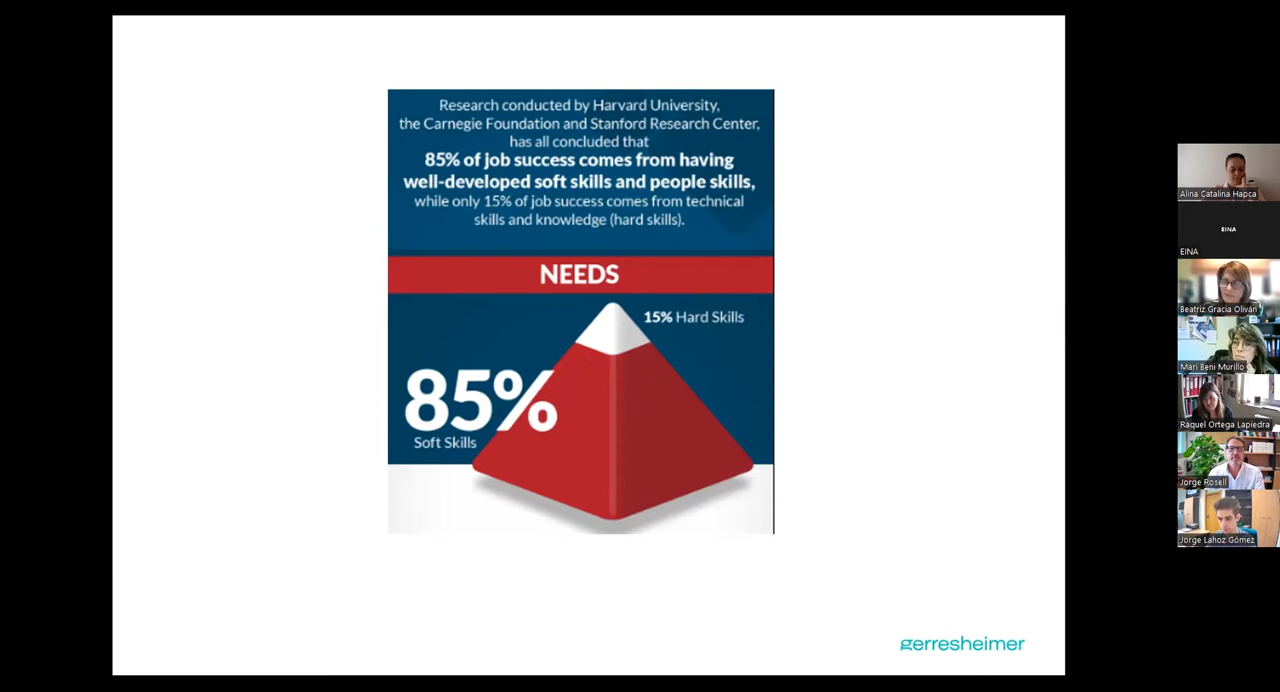 Research conducted by Harvard University,
the Carnegie Foundation and Stanford Research Center,
has all concluded that
85% of job success comes from having
well-developed soft skills and people skills,
while only 15% of job success comes from technical
skills and knowledge (hard skills).
NEEDS
15% Hard Skills
85%
Soft Skills
gerresheimer
Alina Catalina Hapca
EINA
EINA
Beatriz Gracia Oliván
Mari Beni Murillo
Raquel Ortega Lapiedra
Jorge Rosell
Jorge Lahoz Gómez